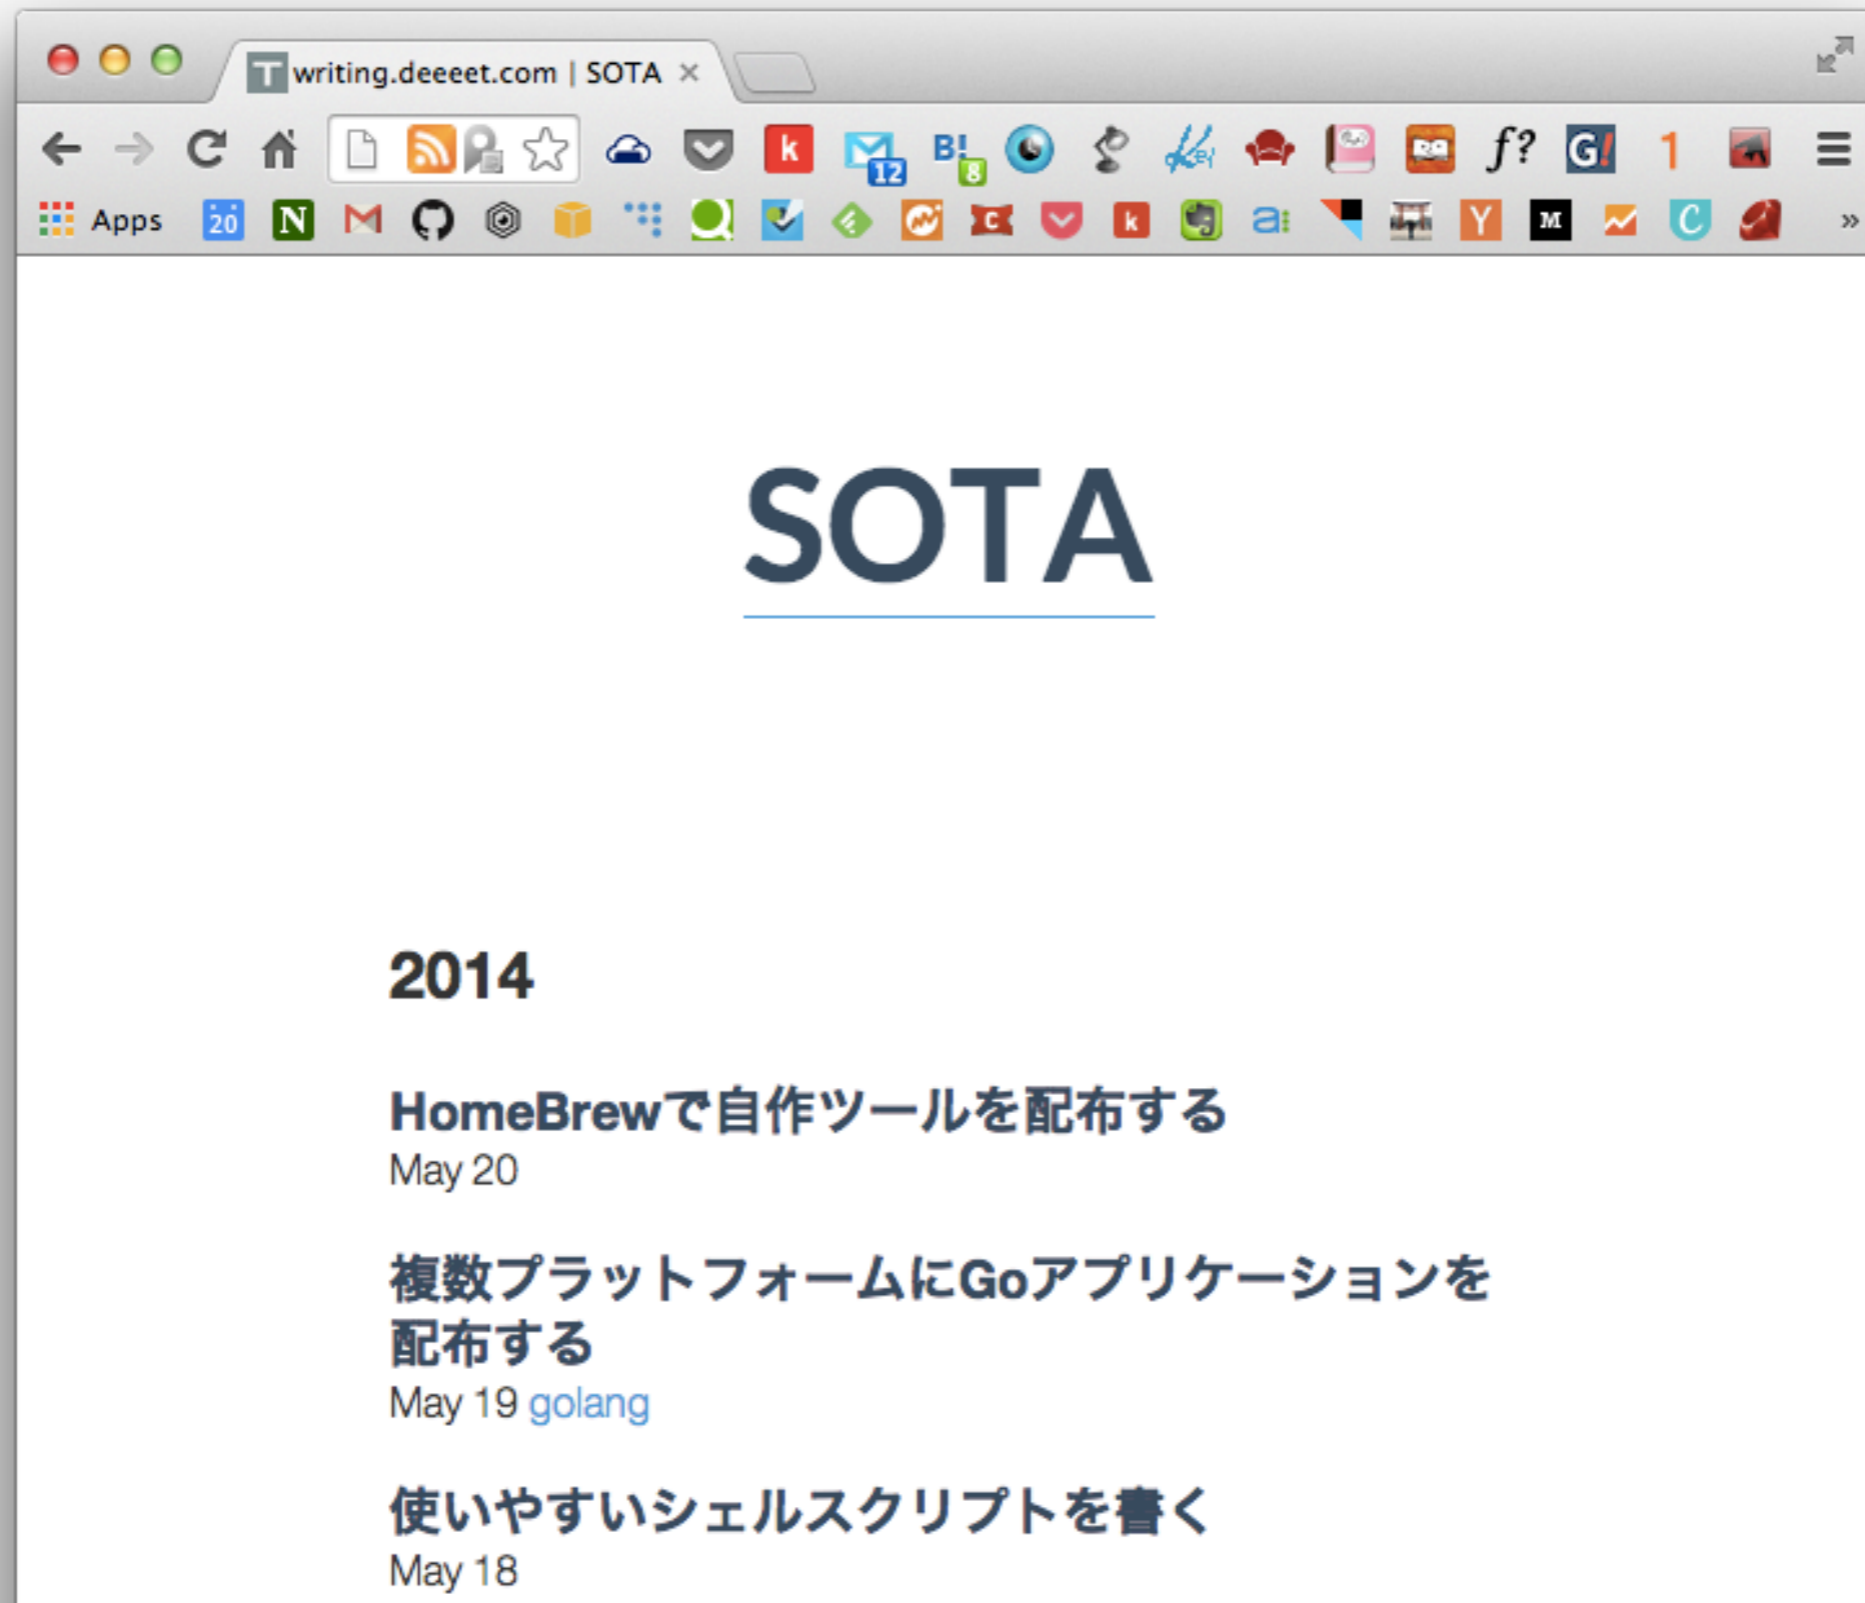 writing.deeeet.com | SOTA
12
8
Apps
20
SOTA
2014
HomeBrewで自作ツールを配布する
May 20
複数プラットフォームにGoアプリケーションを
配布する
May 19 golang
使いやすいシェルスクリプトを書く
May 18